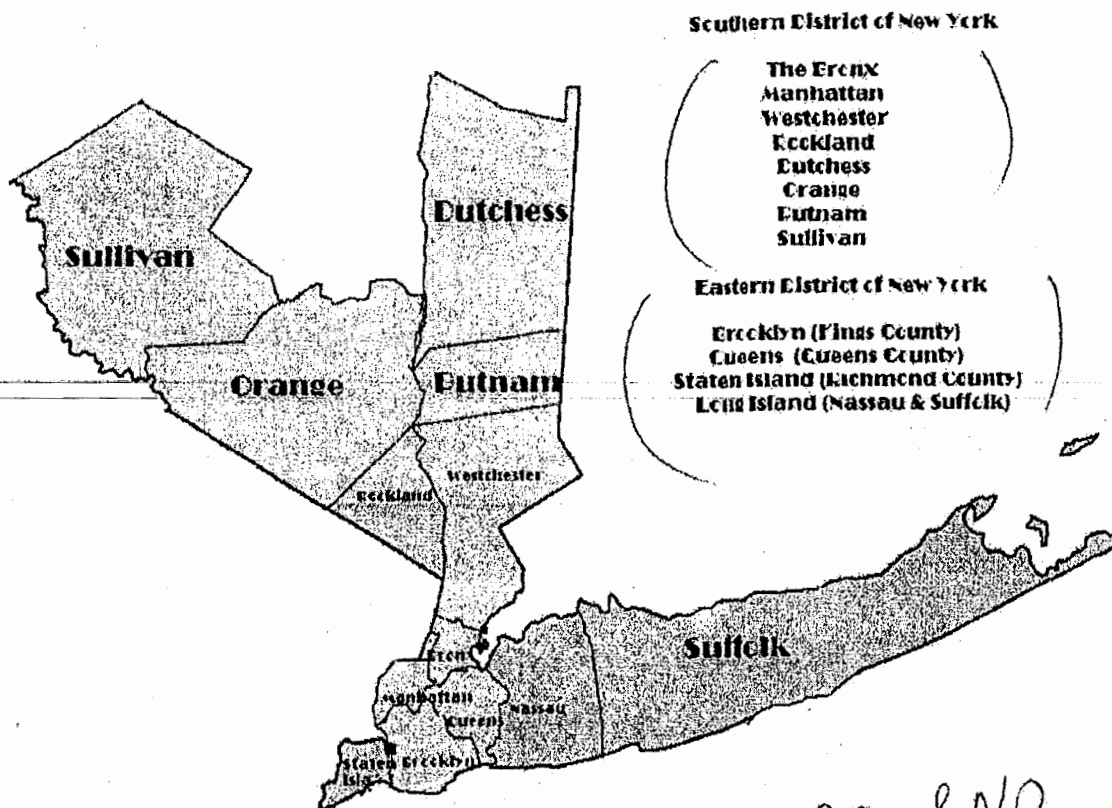 Southern District of New York
The Bronx
Manhattan
Westchester
Rockland
Dutchess
Orange
Putnam
Sullivan
Eastern District of New York
Brooklyn (Kings County)
Queens (Queens County)
Staten Island (Richmond County)
Long Island (Nassau & Suffolk)
Dutchess
Sullivan
Orange
Putnam
Westchester
Rockland
Suffolk
Bronx
Manhattan
Nassau
Queens
Staten Brooklyn
Isla